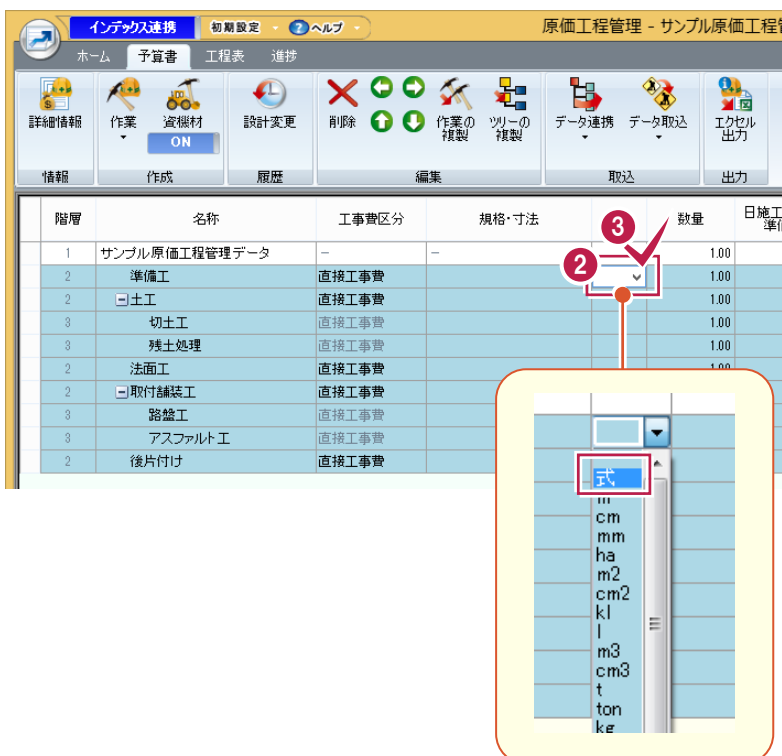 インデックス連携 初期設定 ヘルプ 原価工程管理 - サンプル原価工程
ホーム 予算書 工程表 進捗
詳細情報 作業 資機材 ON 設計変更 削除 作業の複製 ツリーの複製 データ連携 データ取込 エクセル出力
情報 作成 履歴 編集 取込 出力
階層 名称 工事費区分 規格・寸法 数量 日施工
3
1 サンプル原価工程管理データ － － 1.00
2
2 準備工 直接工事費 1.00
2 土工 直接工事費 1.00
3 切土工 直接工事費 1.00
3 残土処理 直接工事費 1.00
2 法面工 直接工事費 1.00
2 取付舗装工 直接工事費
3 路盤工 直接工事費
3 アスファルト工 直接工事費
2 後片付け 直接工事費
式
m
cm
mm
ha
m2
cm2
kl
l
m3
cm3
t
ton
kg